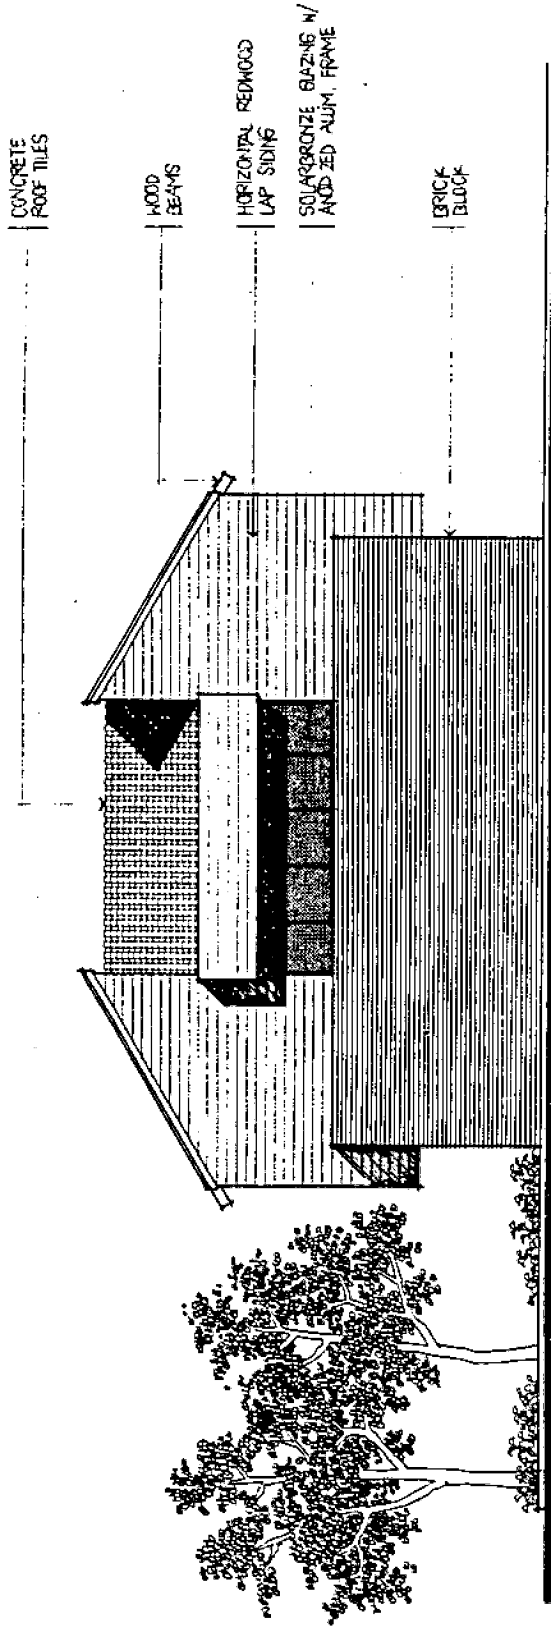 CONCRETE
ROOF TILES
WOOD
BEAMS
HORIZONTAL REDWOOD
LAP SIDING
SOLARBRONZE GLAZING W/
ANODIZED ALUM. FRAME
BRICK
BLOCK